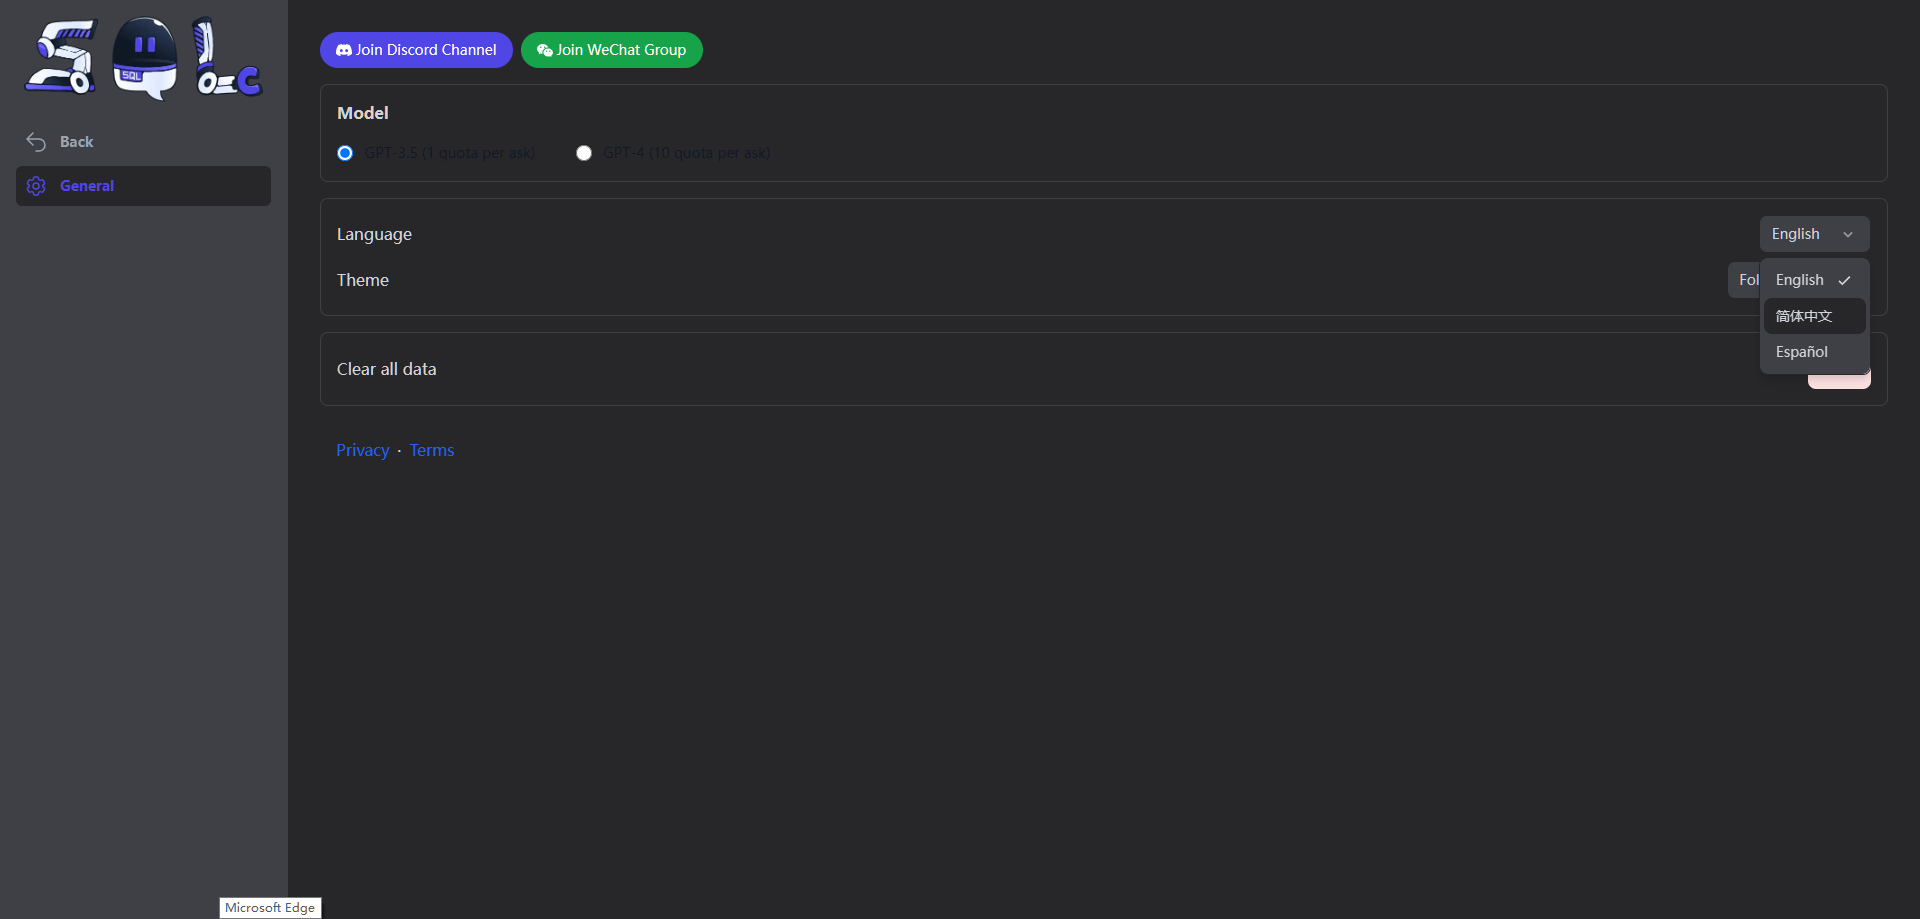 SQL
SQL c
Back
General
Join Discord Channel
Join WeChat Group
Model
GPT-3.5 (1 quota per ask)
GPT-4 (10 quota per ask)
Language
English
Theme
Fol
English
简体中文
Español
Clear all data
Privacy · Terms
Microsoft Edge